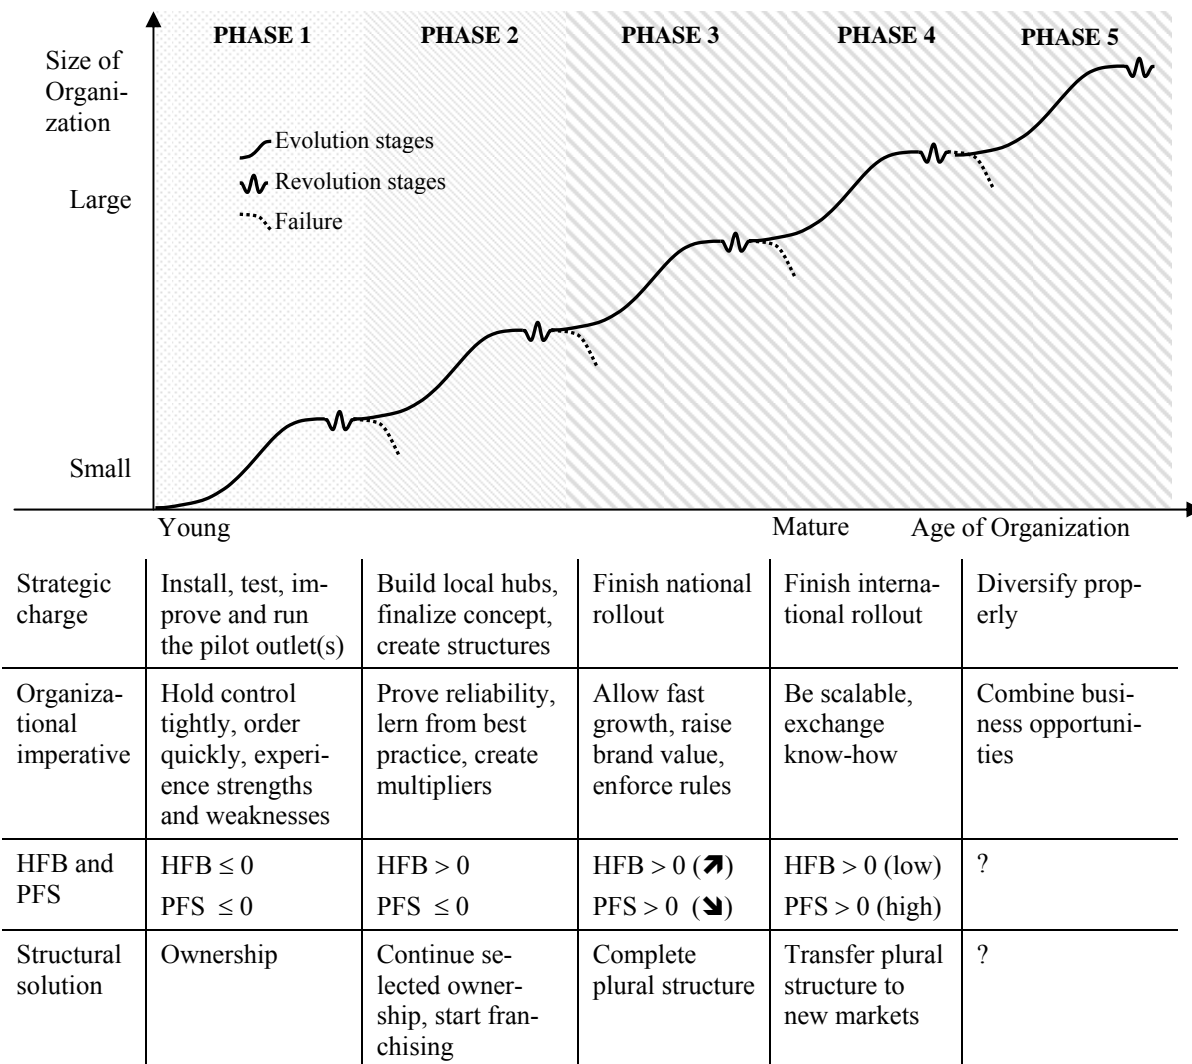 PHASE 1
PHASE 2
PHASE 3
PHASE 4
PHASE 5
Size of
Organi-
zation
Evolution stages
Revolution stages
Failure
Large
Small
Young
Mature
Age of Organization
Strategic
charge
Install, test, im-
prove and run
the pilot outlet(s)
Build local hubs,
finalize concept,
create structures
Finish national
rollout
Finish interna-
tional rollout
Diversify prop-
erly
Organiza-
tional
imperative
Hold control
tightly, order
quickly, experi-
ence strengths
and weaknesses
Prove reliability,
lern from best
practice, create
multipliers
Allow fast
growth, raise
brand value,
enforce rules
Be scalable,
exchange
know-how
Combine busi-
ness opportuni-
ties
HFB and
PFS
HFB ≤ 0
PFS ≤ 0
HFB > 0
PFS ≤ 0
HFB > 0 (↗)
PFS > 0 (↘)
HFB > 0 (low)
PFS > 0 (high)
?
Structural
solution
Ownership
Continue se-
lected owner-
ship, start fran-
chising
Complete
plural structure
Transfer plural
structure to
new markets
?